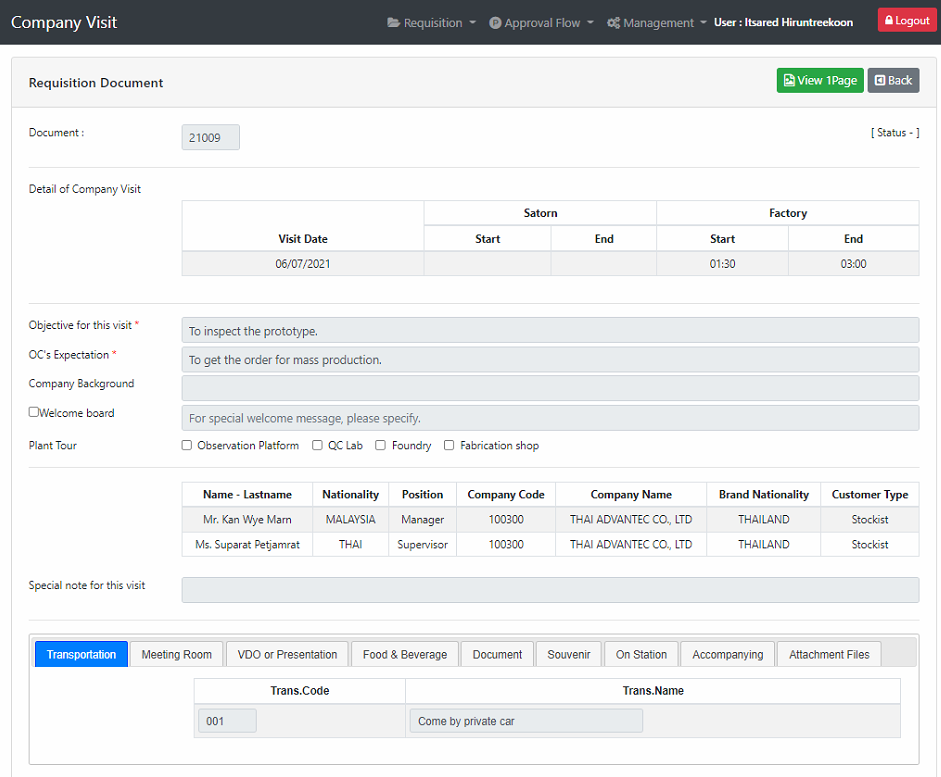 Company Visit Requisition Approval Flow Management User : Itsared Hiruntreekoon Logout
Requisition Document View 1Page Back
Document : 21009 [ Status - ]
Detail of Company Visit
Satorn Factory
Visit Date Start End Start End
06/07/2021 01:30 03:00
Objective for this visit * To inspect the prototype.
OC's Expectation * To get the order for mass production.
Company Background
Welcome board For special welcome message, please specify.
Plant Tour Observation Platform QC Lab Foundry Fabrication shop
Name - Lastname Nationality Position Company Code Company Name Brand Nationality Customer Type
Mr. Kan Wye Marn MALAYSIA Manager 100300 THAI ADVANTEC CO., LTD THAILAND Stockist
Ms. Suparat Petjamrat THAI Supervisor 100300 THAI ADVANTEC CO., LTD THAILAND Stockist
Special note for this visit
Transportation Meeting Room VDO or Presentation Food & Beverage Document Souvenir On Station Accompanying Attachment Files
Trans.Code Trans.Name
001 Come by private car